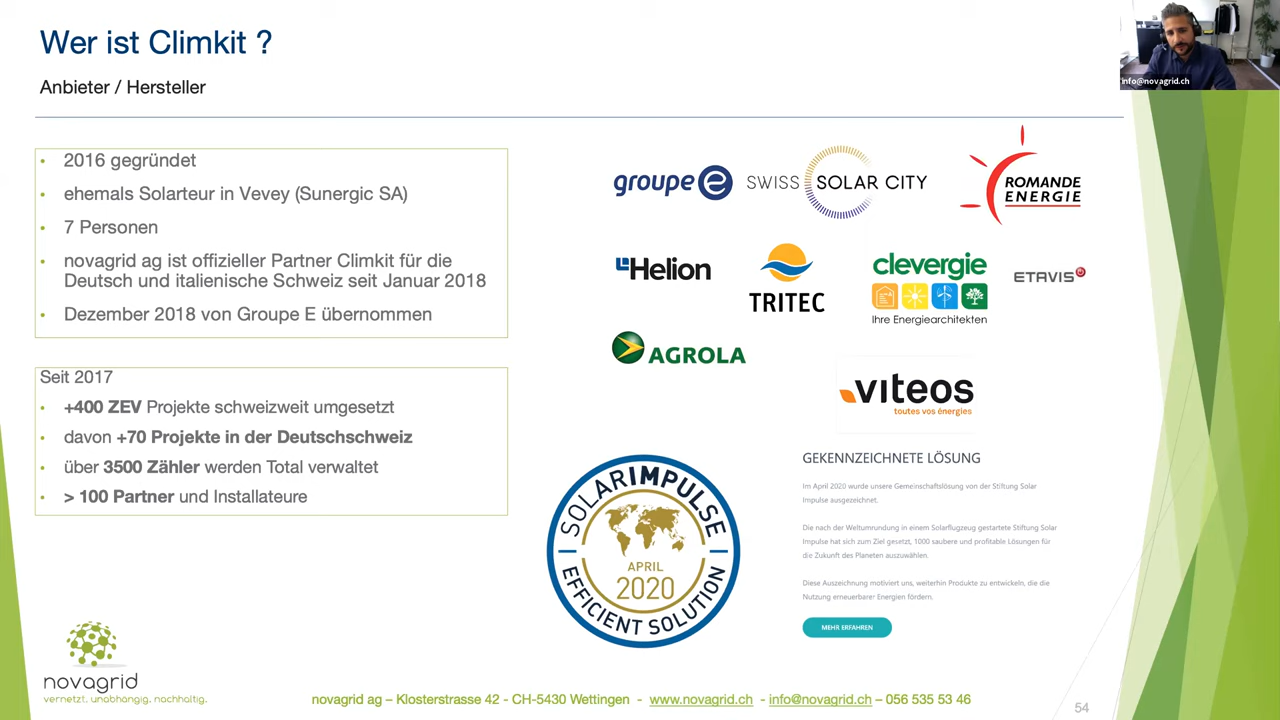 Wer ist Climkit ?
Anbieter / Hersteller
info@novagrid.ch
• 2016 gegründet
• ehemals Solarteur in Vevey (Sunergic SA)
• 7 Personen
• novagrid ag ist offizieller Partner Climkit für die
Deutsch und italienische Schweiz seit Januar 2018
• Dezember 2018 von Groupe E übernommen
Seit 2017
• +400 ZEV Projekte schweizweit umgesetzt
• davon +70 Projekte in der Deutschschweiz
• über 3500 Zähler werden Total verwaltet
• > 100 Partner und Installateure
groupe e
SWISS SOLAR CITY
ROMANDE
ENERGIE
Helion
TRITEC
clevergie
Ihre Energiearchitekten
ETAVIS
AGROLA
viteos
toutes vos énergies
SOLARIMPULSE
APRIL
2020
EFFICIENT SOLUTION
GEKENNZEICHNETE LÖSUNG
Im April 2020 wurde unsere Gemeinschaftslösung von der Stiftung Solar
Impulse ausgezeichnet.
Die nach der Weltumrundung in einem Solarflugzeug gestartete Stiftung Solar
Impulse hat sich zum Ziel gesetzt, 1000 saubere und profitable Lösungen für
die Zukunft des Planeten auszuwählen.
Diese Auszeichnung motiviert uns, weiterhin Produkte zu entwickeln, die die
Nutzung erneuerbarer Energien fördern.
MEHR ERFAHREN
novagrid
vernetzt. unabhängig. nachhaltig.
novagrid ag – Klosterstrasse 42 - CH-5430 Wettingen - www.novagrid.ch - info@novagrid.ch – 056 535 53 46
54